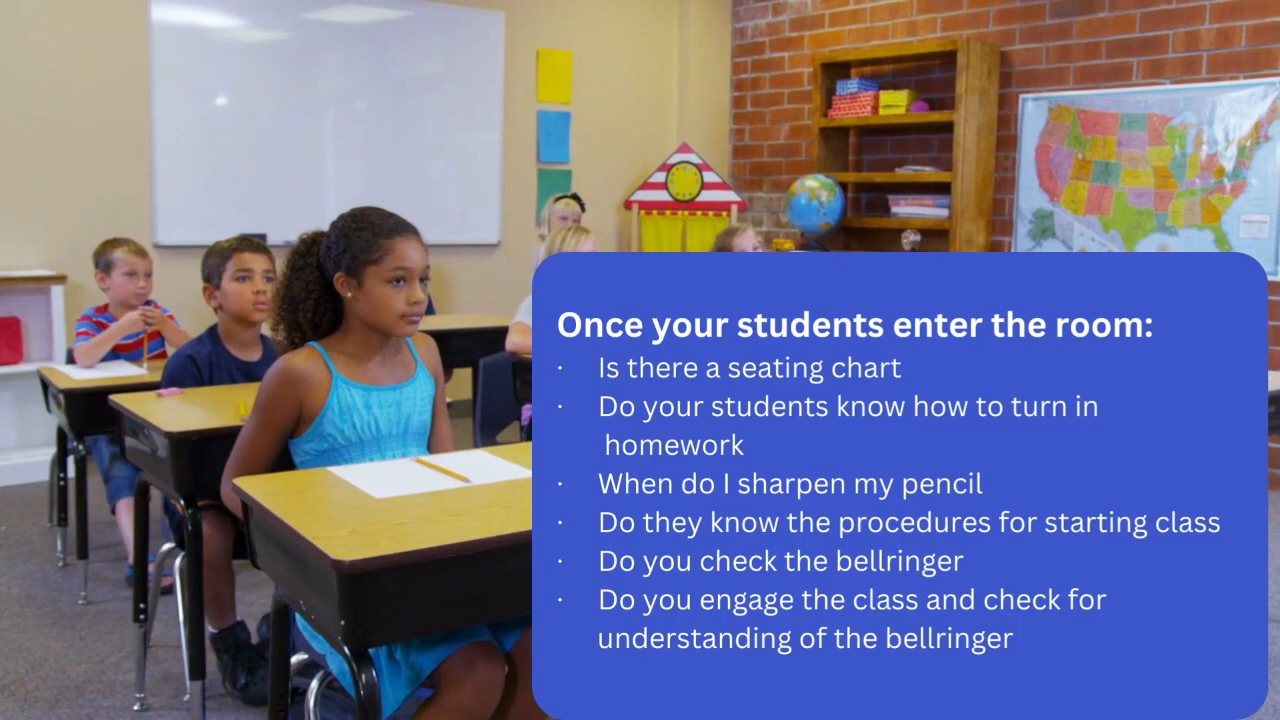 Once your students enter the room:
· Is there a seating chart
· Do your students know how to turn in
homework
· When do I sharpen my pencil
· Do they know the procedures for starting class
· Do you check the bellringer
· Do you engage the class and check for
understanding of the bellringer